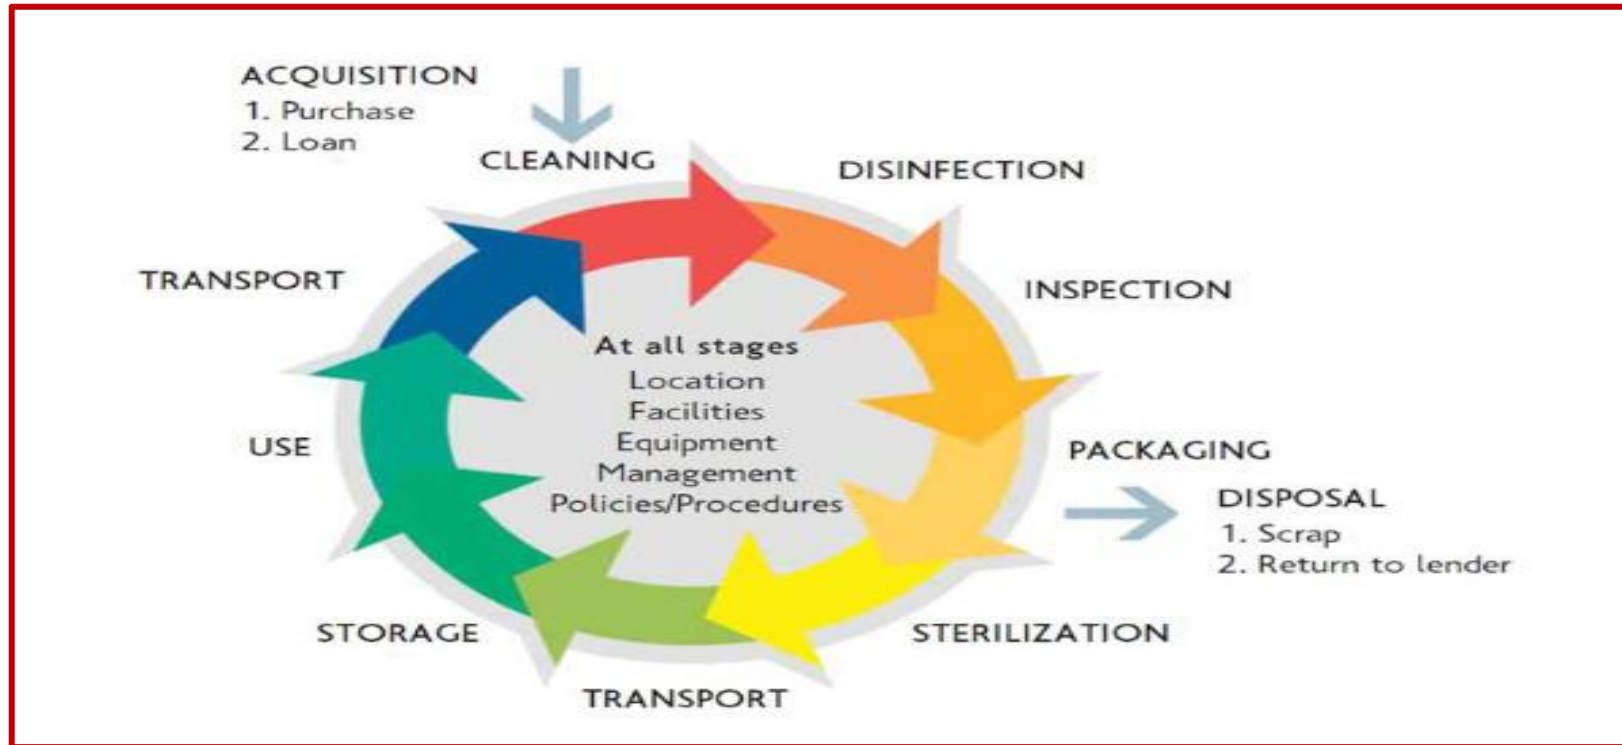 ACQUISITION
1. Purchase
2. Loan
CLEANING
DISINFECTION
INSPECTION
PACKAGING
DISPOSAL
1. Scrap
2. Return to lender
STERILIZATION
TRANSPORT
STORAGE
USE
TRANSPORT
At all stages
Location
Facilities
Equipment
Management
Policies/Procedures